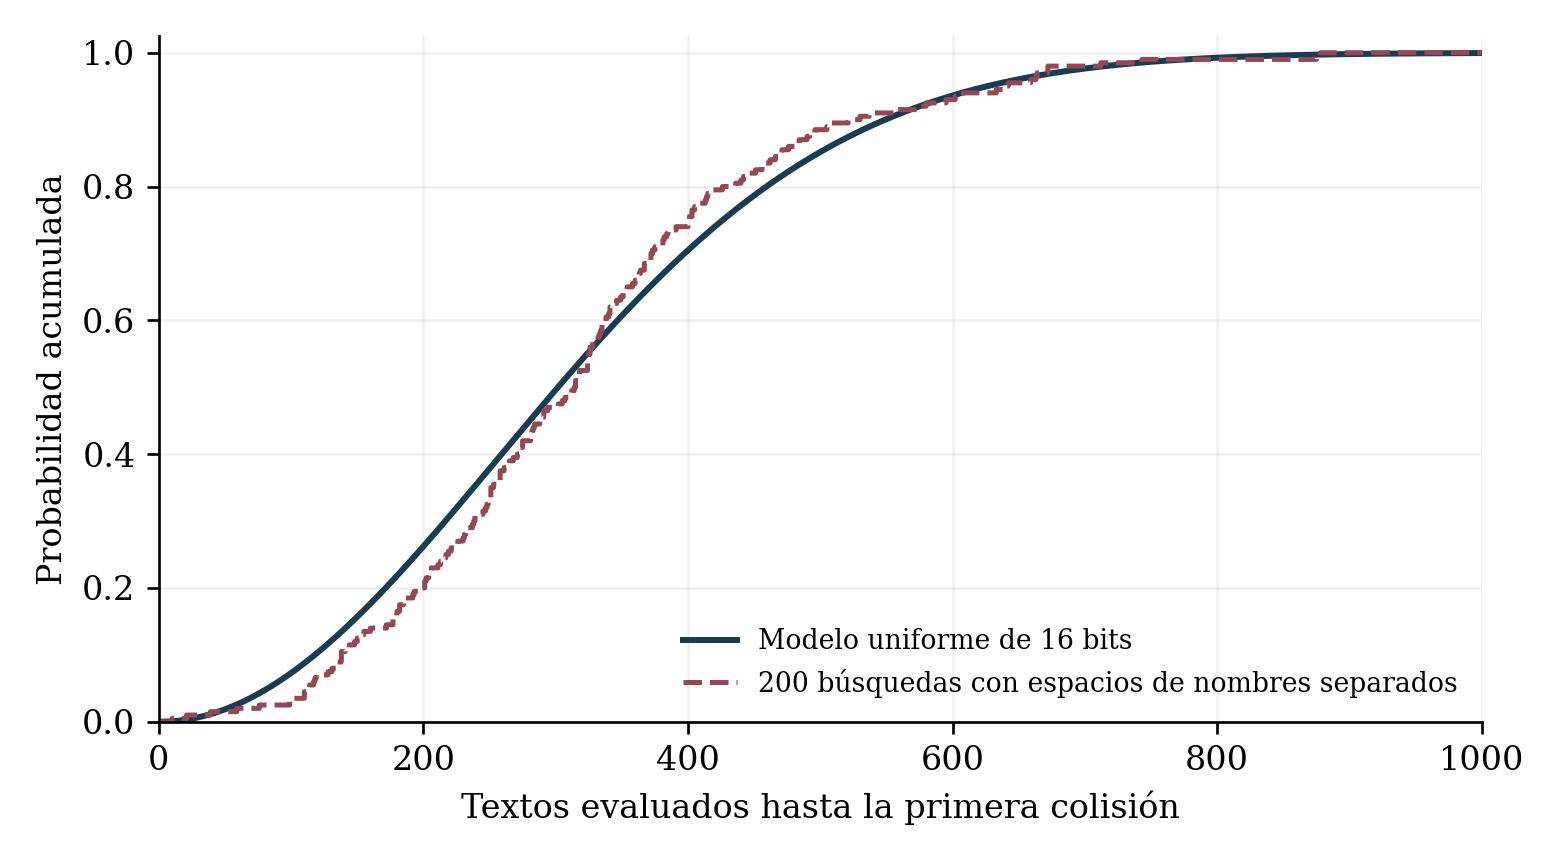 1.0
0.8
0.6
0.4
0.2
0.0
Probabilidad acumulada
Modelo uniforme de 16 bits
200 búsquedas con espacios de nombres separados
0 200 400 600 800 1000
Textos evaluados hasta la primera colisión